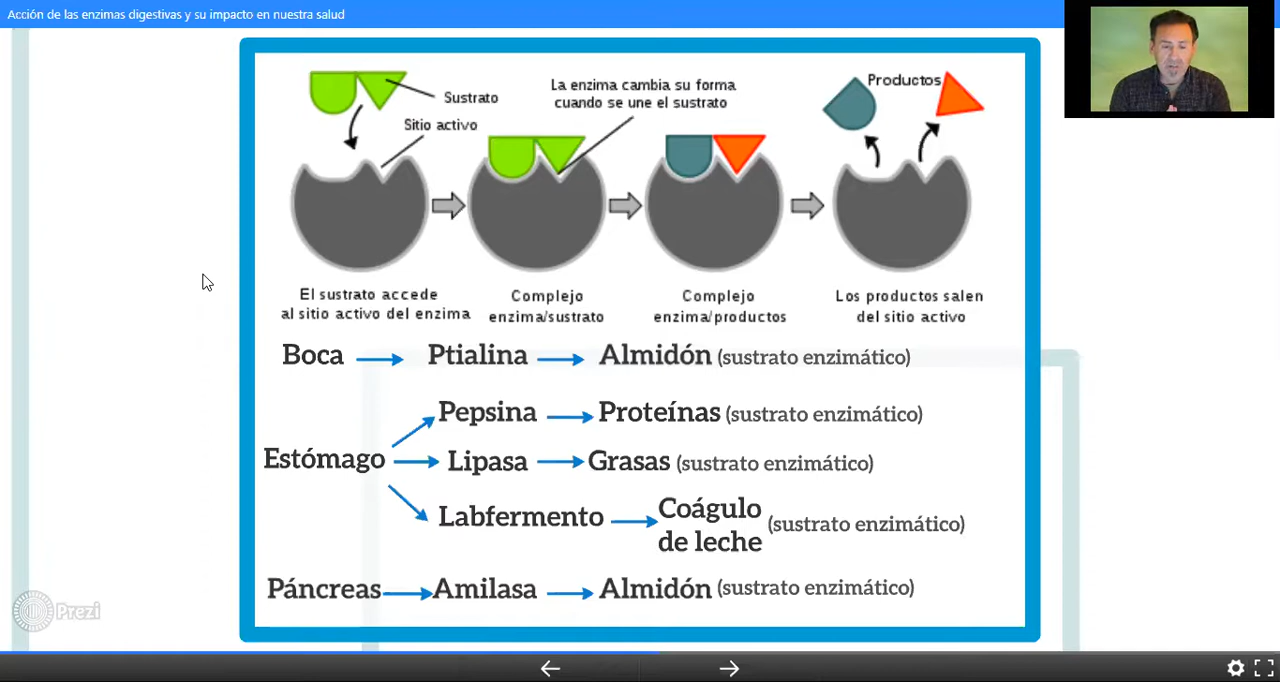 Acción de las enzimas digestivas y su impacto en nuestra salud
Sustrato
Sitio activo
La enzima cambia su forma
cuando se une el sustrato
Productos
El sustrato accede
al sitio activo del enzima
Complejo
enzima/sustrato
Complejo
enzima/productos
Los productos salen
del sitio activo
Boca Ptialina Almidón (sustrato enzimático)
Pepsina Proteínas (sustrato enzimático)
Estómago Lipasa Grasas (sustrato enzimático)
Labfermento Coágulo
de leche (sustrato enzimático)
Páncreas Amilasa Almidón (sustrato enzimático)
Prezi